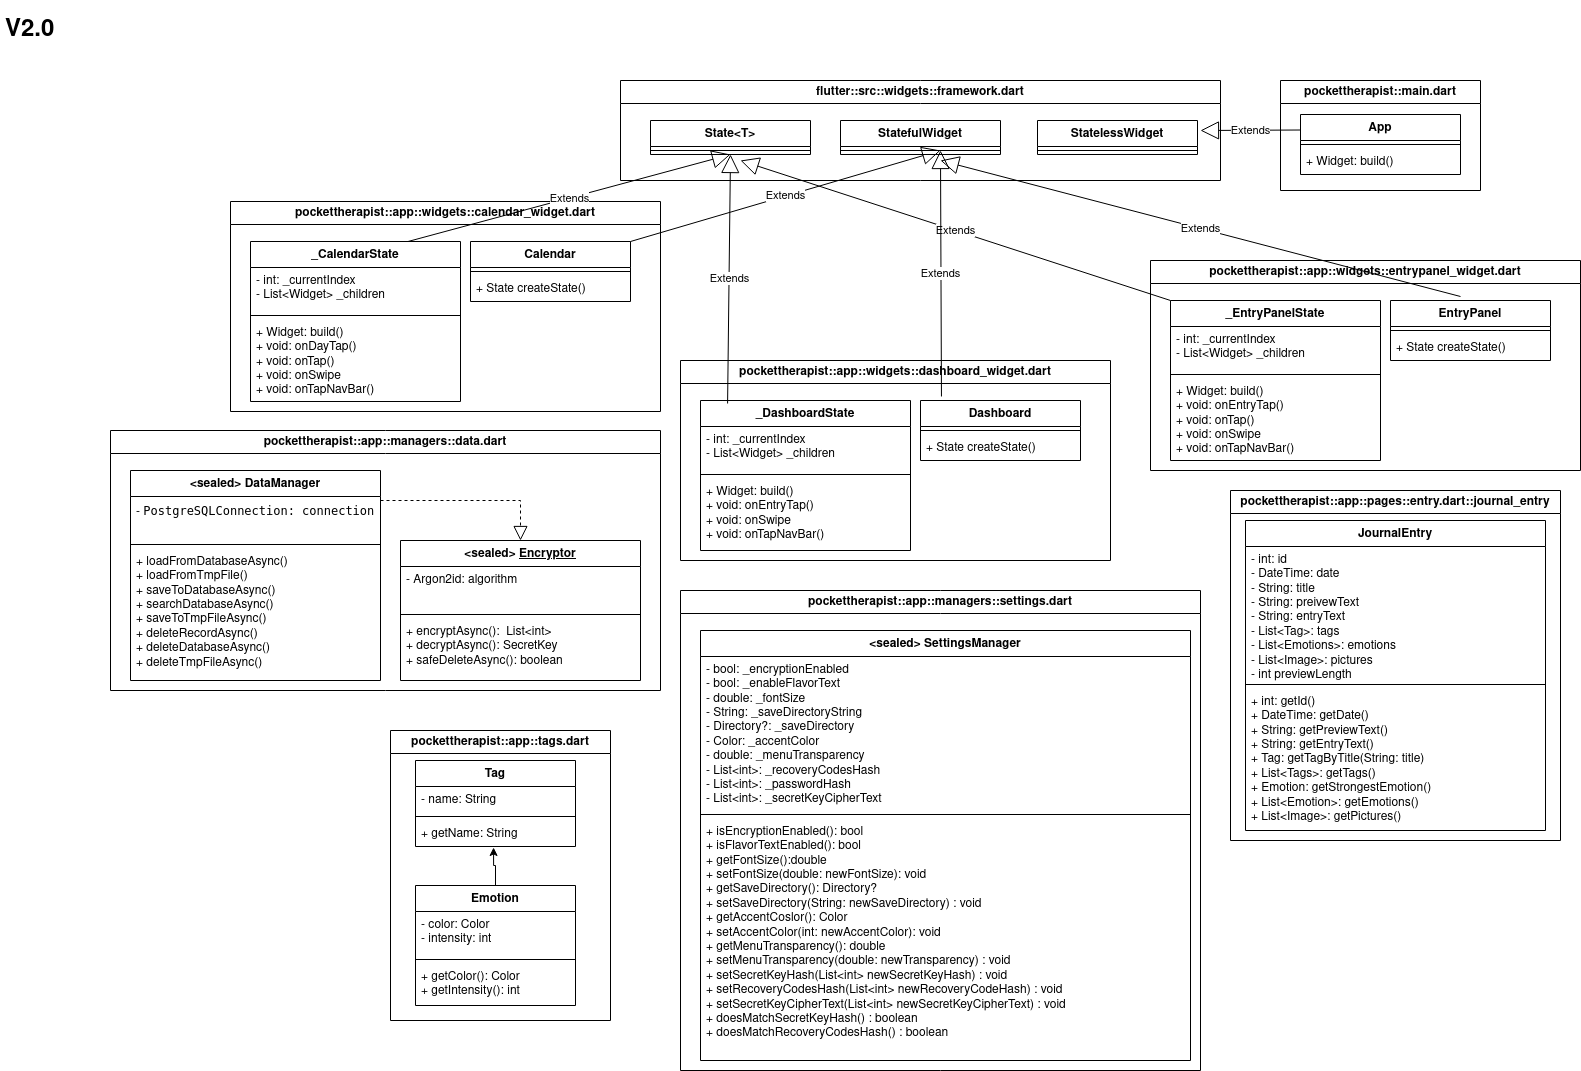 V2.0
flutter::src::widgets::framework.dart
State<T>
StatefulWidget
StatelessWidget
Extends
pockettherapist::main.dart
App
+ Widget: build()
Extends
Extends
Extends
Extends
Extends
Extends
pockettherapist::app::widgets::calendar_widget.dart
_CalendarState
- int: _currentIndex
- List<Widget> _children
+ Widget: build()
+ void: onDayTap()
+ void: onTap()
+ void: onSwipe
+ void: onTapNavBar()
Calendar
+ State createState()
pockettherapist::app::widgets::entrypanel_widget.dart
_EntryPanelState
- int: _currentIndex
- List<Widget> _children
+ Widget: build()
+ void: onEntryTap()
+ void: onTap()
+ void: onSwipe
+ void: onTapNavBar()
EntryPanel
+ State createState()
pockettherapist::app::widgets::dashboard_widget.dart
_DashboardState
- int: _currentIndex
- List<Widget> _children
+ Widget: build()
+ void: onEntryTap()
+ void: onSwipe
+ void: onTapNavBar()
Dashboard
+ State createState()
pockettherapist::app::managers::data.dart
<sealed> DataManager
- PostgreSQLConnection: connection
+ loadFromDatabaseAsync()
+ loadFromTmpFile()
+ saveToDatabaseAsync()
+ searchDatabaseAsync()
+ saveToTmpFileAsync()
+ deleteRecordAsync()
+ deleteDatabaseAsync()
+ deleteTmpFileAsync()
<sealed> Encryptor
- Argon2id: algorithm
+ encryptAsync():  List<int>
+ decryptAsync(): SecretKey
+ safeDeleteAsync(): boolean
pockettherapist::app::pages::entry.dart::journal_entry
JournalEntry
- int: id
- DateTime: date
- String: title
- String: preivewText
- String: entryText
- List<Tag>: tags
- List<Emotions>: emotions
- List<Image>: pictures
- int previewLength
+ int: getId()
+ DateTime: getDate()
+ String: getPreviewText()
+ String: getEntryText()
+ Tag: getTagByTitle(String: title)
+ List<Tags>: getTags()
+ Emotion: getStrongestEmotion()
+ List<Emotion>: getEmotions()
+ List<Image>: getPictures()
pockettherapist::app::managers::settings.dart
<sealed> SettingsManager
- bool: _encryptionEnabled
- bool: _enableFlavorText
- double: _fontSize
- String: _saveDirectoryString
- Directory?: _saveDirectory
- Color: _accentColor
- double: _menuTransparency
- List<int>: _recoveryCodesHash
- List<int>: _passwordHash
- List<int>: _secretKeyCipherText
+ isEncryptionEnabled(): bool
+ isFlavorTextEnabled(): bool
+ getFontSize():double
+ setFontSize(double: newFontSize): void
+ getSaveDirectory(): Directory?
+ setSaveDirectory(String: newSaveDirectory) : void
+ getAccentCoslor(): Color
+ setAccentColor(int: newAccentColor): void
+ getMenuTransparency(): double
+ setMenuTransparency(double: newTransparency) : void
+ setSecretKeyHash(List<int> newSecretKeyHash) : void
+ setRecoveryCodesHash(List<int> newRecoveryCodeHash) : void
+ setSecretKeyCipherText(List<int> newSecretKeyCipherText) : void
+ doesMatchSecretKeyHash() : boolean
+ doesMatchRecoveryCodesHash() : boolean
pockettherapist::app::tags.dart
Tag
- name: String
+ getName: String
Emotion
- color: Color
- intensity: int
+ getColor(): Color
+ getIntensity(): int